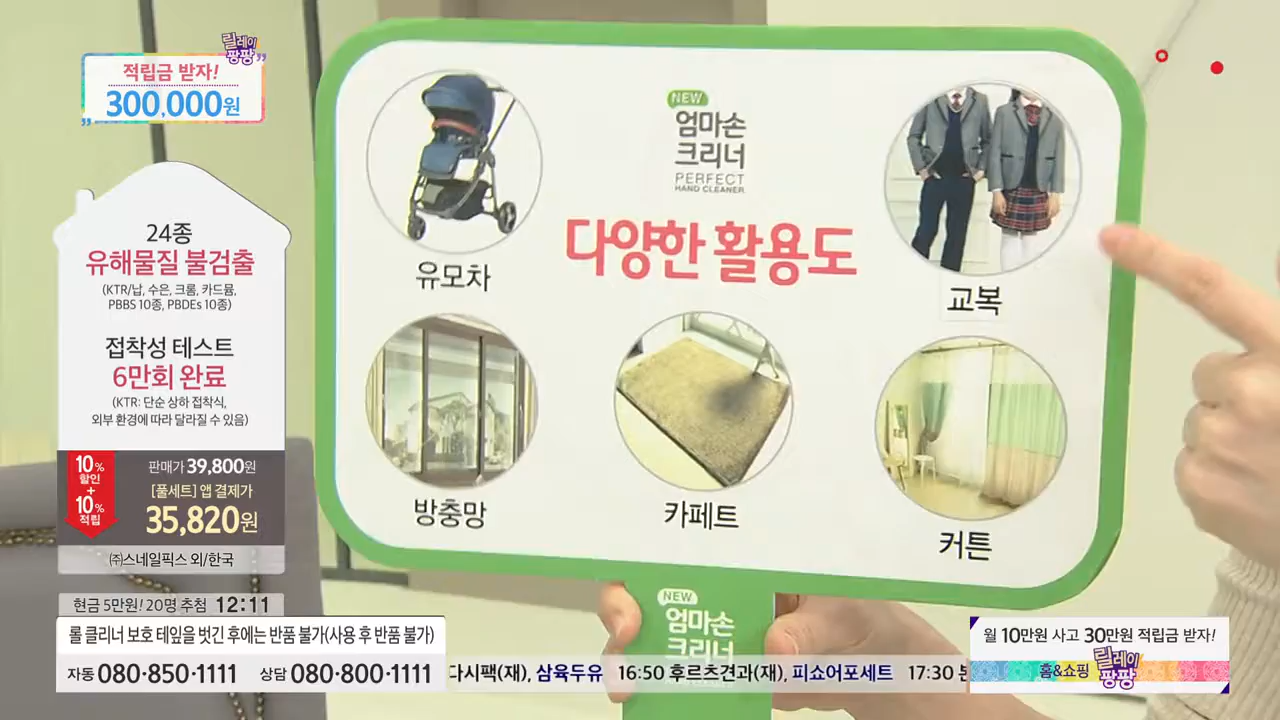 릴레이
팡팡
적립금 받자!
300,000원
24종
유해물질 불검출
(KTR/납, 수은, 크롬, 카드뮴,
PBBS 10종, PBDEs 10종)
접착성 테스트
6만회 완료
(KTR: 단순 상하 접착식,
외부 환경에 따라 달라질 수 있음)
10%
할인
+
10%
적립
판매가 39,800원
[풀세트] 앱 결제가
35,820원
㈜스네일픽스 외/한국
현금 5만원! 20명 추첨 12:11
롤 클리너 보호 테잎을 벗긴 후에는 반품 불가(사용 후 반품 불가)
자동 080-850-1111 상담 080-800-1111
다시팩(재), 삼육두유 16:50 후르츠견과(재), 피쇼어포세트 17:30
월 10만원 사고 30만원 적립금 받자!
홈&쇼핑
릴레이
팡팡
NEW
엄마손
크리너
PERFECT
HAND CLEANER
다양한 활용도
유모차
교복
방충망
카페트
커튼
NEW
엄마손
크리너